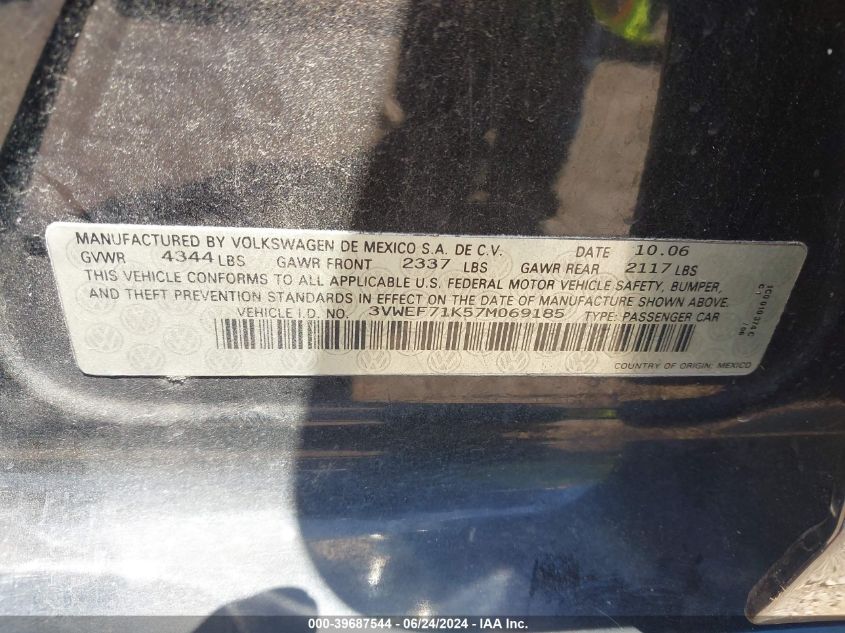 MANUFACTURED BY VOLKSWAGEN DE MEXICO S.A. DE C.V. DATE 10.06
GVWR 4344 LBS GAWR FRONT 2337 LBS GAWR REAR 2117 LBS
THIS VEHICLE CONFORMS TO ALL APPLICABLE U.S. FEDERAL MOTOR VEHICLE SAFETY, BUMPER,
AND THEFT PREVENTION STANDARDS IN EFFECT ON THE DATE OF MANUFACTURE SHOWN ABOVE.
VEHICLE I.D. NO. 3VWEF71K57M069185 TYPE: PASSENGER CAR
COUNTRY OF ORIGIN: MEXICO
000-39687544 - 06/24/2024 - IAA Inc.